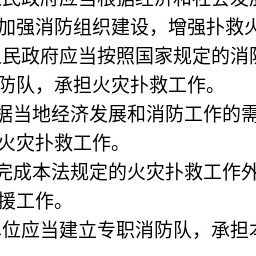 民政府应当根据经济和社会发
加强消防组织建设，增强扑救火
民政府应当按照国家规定的消
防队，承担火灾扑救工作。
据当地经济发展和消防工作的需
火灾扑救工作。
完成本法规定的火灾扑救工作外
援工作。
位应当建立专职消防队，承担本